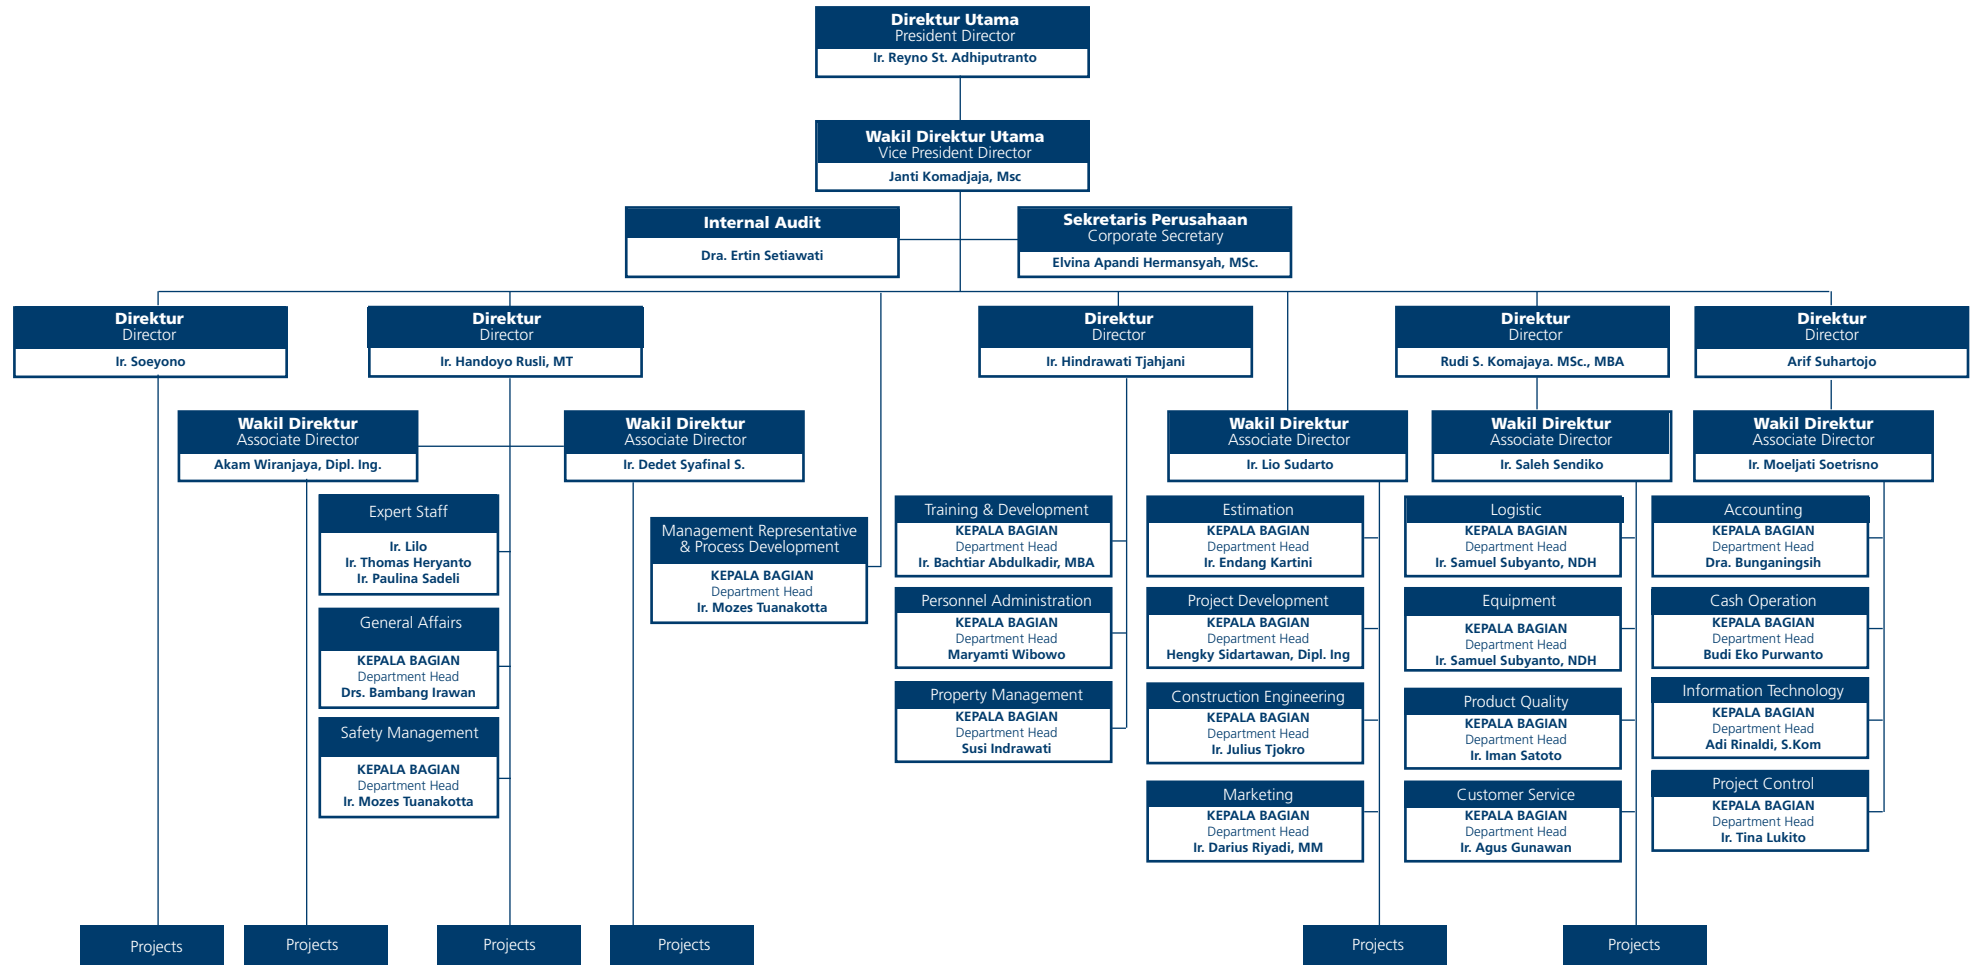 Direktur Utama
President Director
Ir. Reyno St. Adhiputranto
Wakil Direktur Utama
Vice President Director
Janti Komadjaja, Msc
Internal Audit
Dra. Ertin Setiawati
Sekretaris Perusahaan
Corporate Secretary
Elvina Apandi Hermansyah, MSc.
Direktur
Director
Ir. Soeyono
Direktur
Director
Ir. Handoyo Rusli, MT
Direktur
Director
Ir. Hindrawati Tjahjani
Direktur
Director
Rudi S. Komajaya. MSc., MBA
Direktur
Director
Arif Suhartojo
Wakil Direktur
Associate Director
Akam Wiranjaya, Dipl. Ing.
Wakil Direktur
Associate Director
Ir. Dedet Syafinal S.
Wakil Direktur
Associate Director
Ir. Lio Sudarto
Wakil Direktur
Associate Director
Ir. Saleh Sendiko
Wakil Direktur
Associate Director
Ir. Moeljati Soetrisno
Expert Staff
Ir. Lilo
Ir. Thomas Heryanto
Ir. Paulina Sadeli
General Affairs
KEPALA BAGIAN
Department Head
Drs. Bambang Irawan
Safety Management
KEPALA BAGIAN
Department Head
Ir. Mozes Tuanakotta
Management Representative
& Process Development
KEPALA BAGIAN
Department Head
Ir. Mozes Tuanakotta
Training & Development
KEPALA BAGIAN
Department Head
Ir. Bachtiar Abdulkadir, MBA
Personnel Administration
KEPALA BAGIAN
Department Head
Maryamti Wibowo
Property Management
KEPALA BAGIAN
Department Head
Susi Indrawati
Estimation
KEPALA BAGIAN
Department Head
Ir. Endang Kartini
Project Development
KEPALA BAGIAN
Department Head
Hengky Sidartawan, Dipl. Ing
Construction Engineering
KEPALA BAGIAN
Department Head
Ir. Julius Tjokro
Marketing
KEPALA BAGIAN
Department Head
Ir. Darius Riyadi, MM
Logistic
KEPALA BAGIAN
Department Head
Ir. Samuel Subyanto, NDH
Equipment
KEPALA BAGIAN
Department Head
Ir. Samuel Subyanto, NDH
Product Quality
KEPALA BAGIAN
Department Head
Ir. Iman Satoto
Customer Service
KEPALA BAGIAN
Department Head
Ir. Agus Gunawan
Accounting
KEPALA BAGIAN
Department Head
Dra. Bunganingsih
Cash Operation
KEPALA BAGIAN
Department Head
Budi Eko Purwanto
Information Technology
KEPALA BAGIAN
Department Head
Adi Rinaldi, S.Kom
Project Control
KEPALA BAGIAN
Department Head
Ir. Tina Lukito
Projects
Projects
Projects
Projects
Projects
Projects